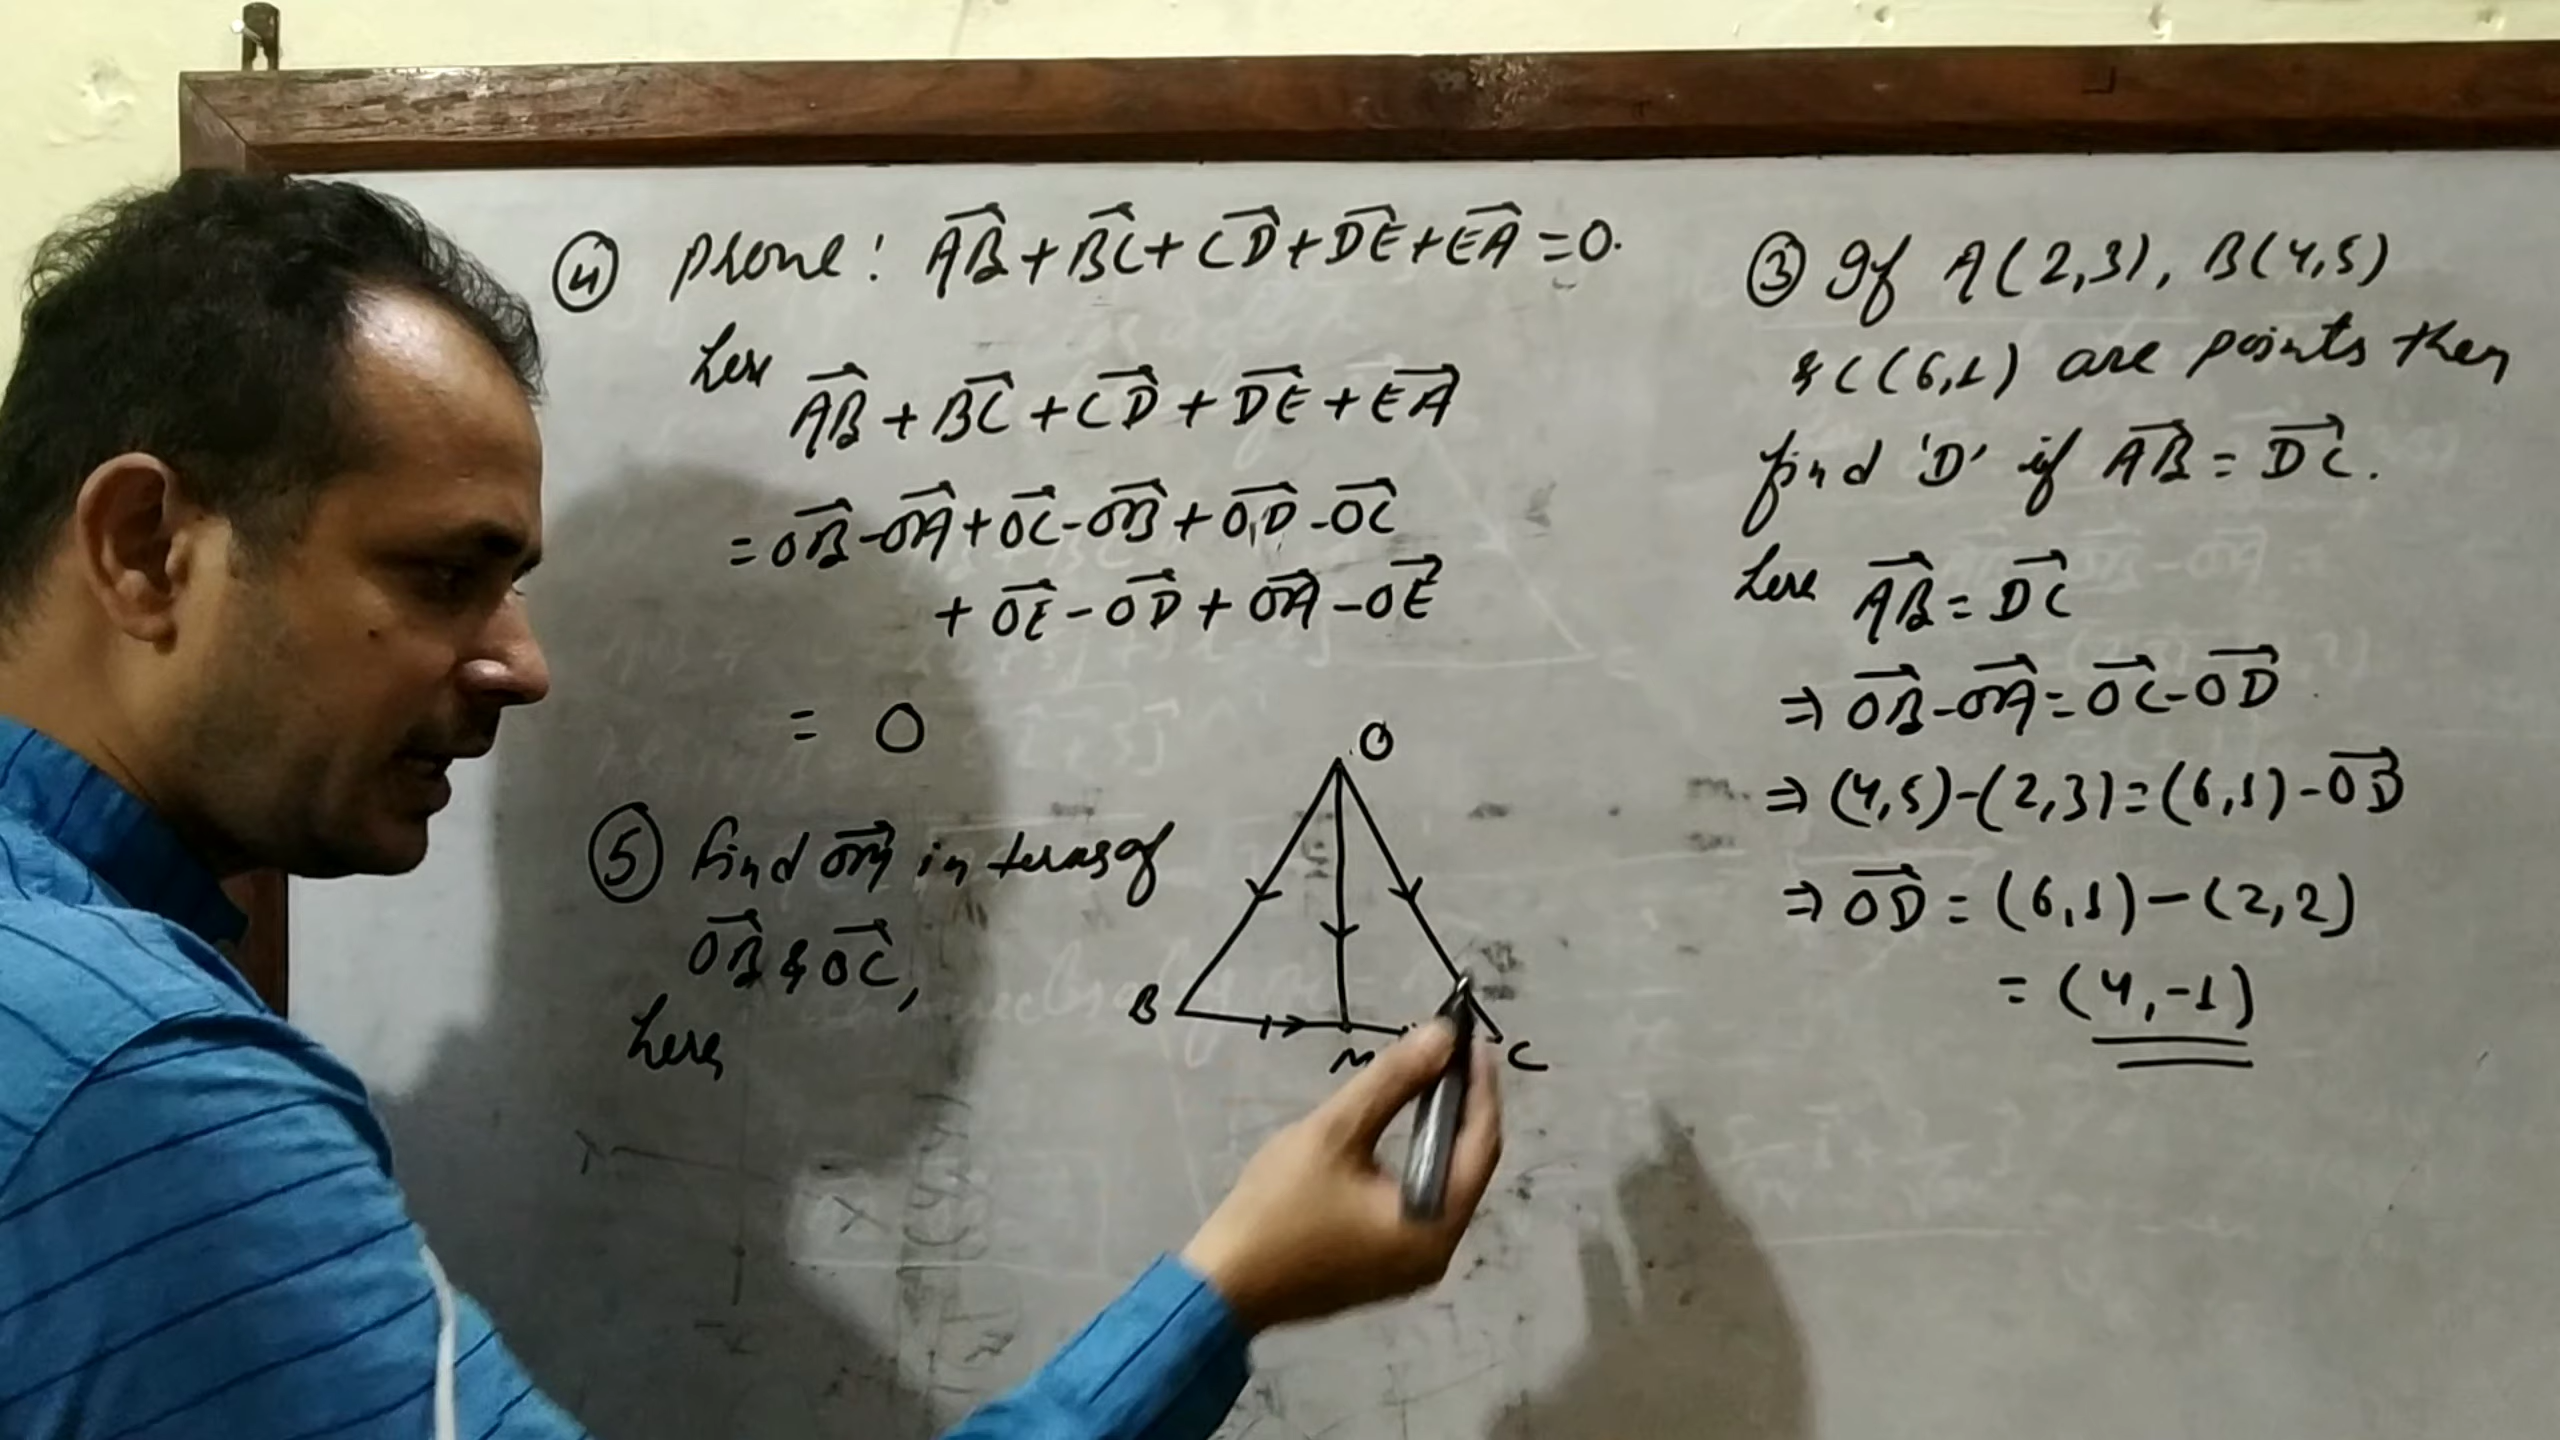 ④ Prove: AB+BC+CD+DE+EA=0.
here
AB+BC+CD+DE+EA
=OB-OA+OC-OB+OD-OC
+OE-OD+OA-OE
= 0
⑤ find OM in terms of
OB & OC,
here
O
B
M
C
③ If A(2,3), B(4,5)
& C(6,1) are points then
find 'D' if AB=DC.
here AB=DC
⇒ OB-OA=OC-OD
⇒ (4,5)-(2,3)=(6,1)-OD
⇒ OD=(6,1)-(2,2)
= (4,-1)